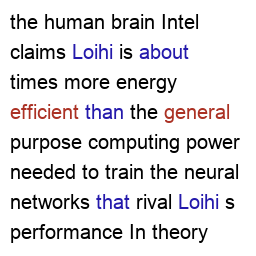 the human brain Intel
claims Loihi is about
times more energy
efficient than the general
purpose computing power
needed to train the neural
networks that rival Loihi s
performance In theory